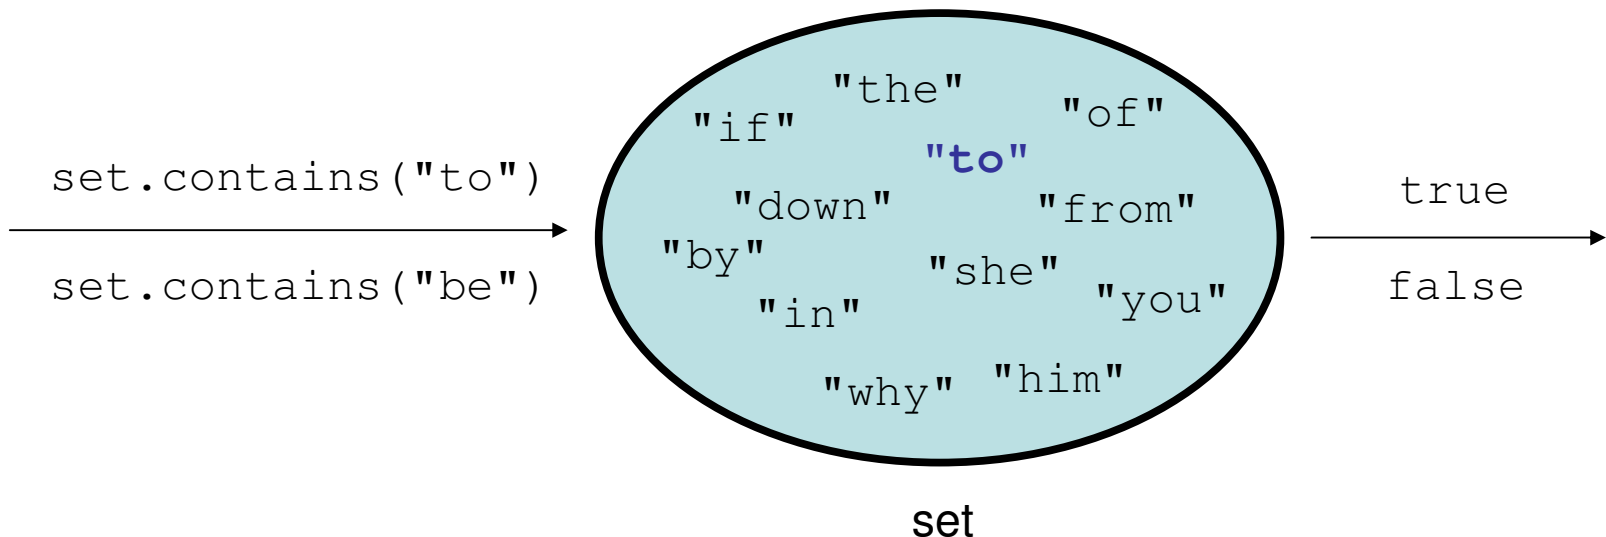 set.contains("to")
set.contains("be")
"the"
"if"
"of"
"to"
"down"
"from"
"by"
"she"
"in"
"you"
"why"
"him"
true
false
set